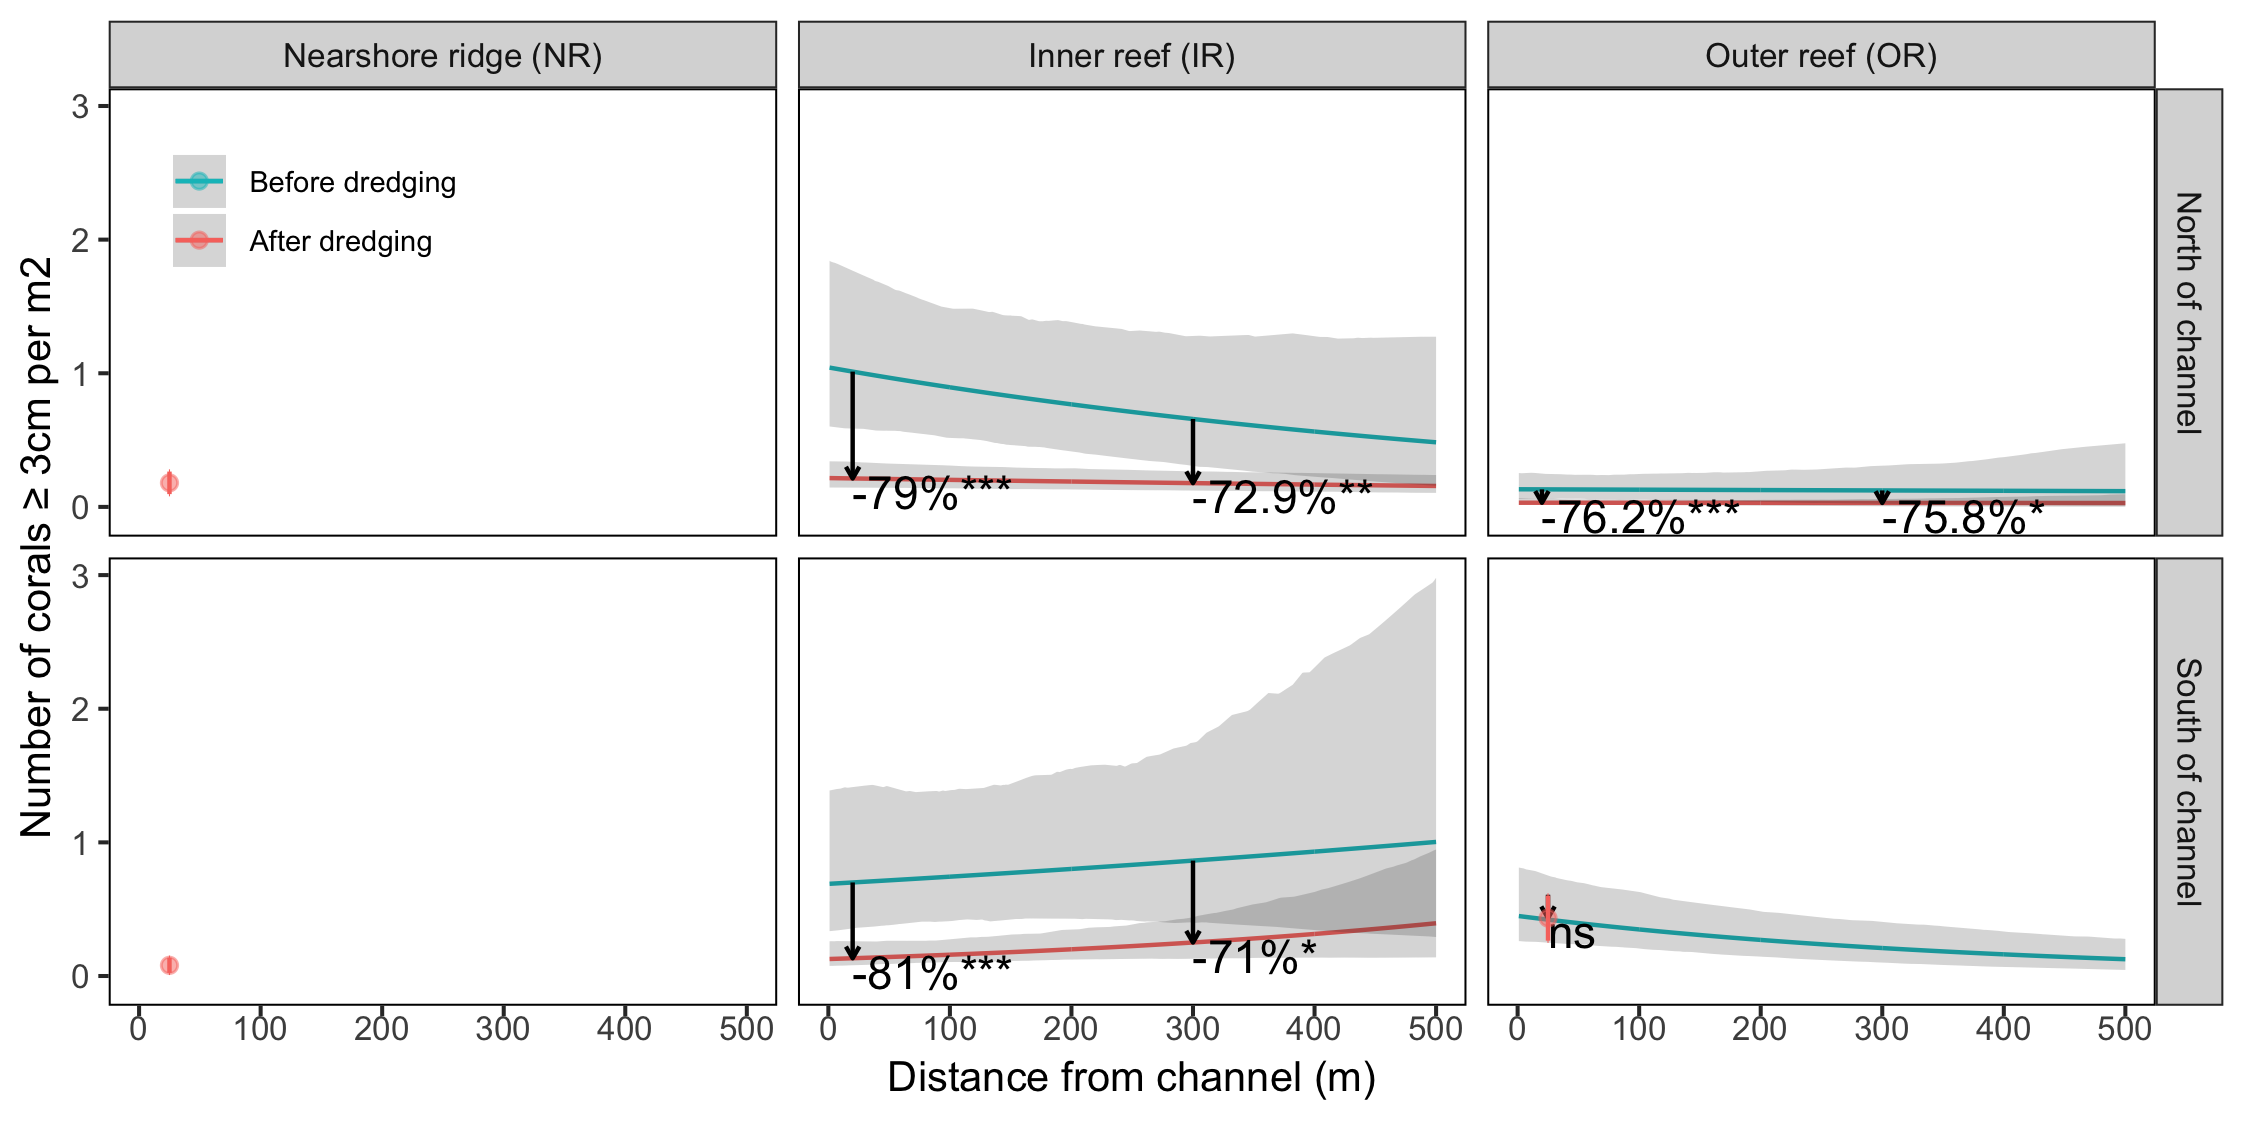 Nearshore ridge (NR)
Inner reef (IR)
Outer reef (OR)
Number of corals ≥ 3cm per m2
3
2
1
0
Before dredging
After dredging
-79%***
-72.9%**
-76.2%***
-75.8%*
North of channel
3
2
1
0
-81%***
-71%*
ns
South of channel
0 100 200 300 400 500
0 100 200 300 400 500
0 100 200 300 400 500
Distance from channel (m)